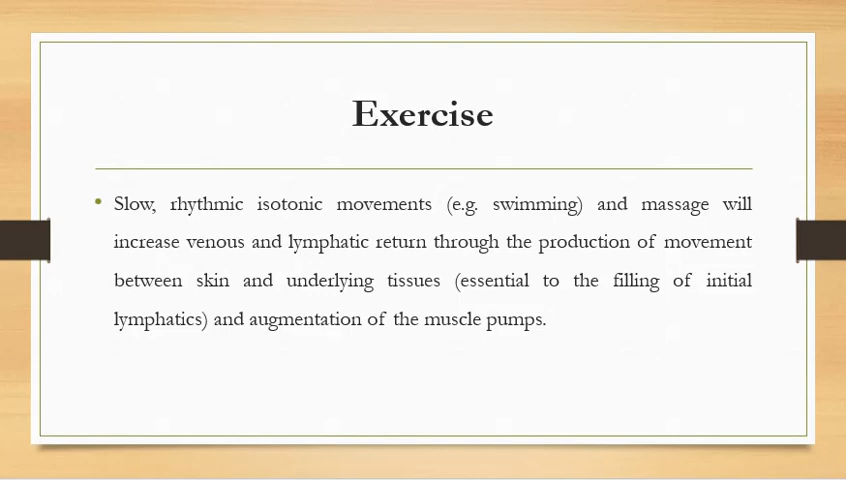 Exercise
• Slow, rhythmic isotonic movements (e.g. swimming) and massage will
increase venous and lymphatic return through the production of movement
between skin and underlying tissues (essential to the filling of initial
lymphatics) and augmentation of the muscle pumps.